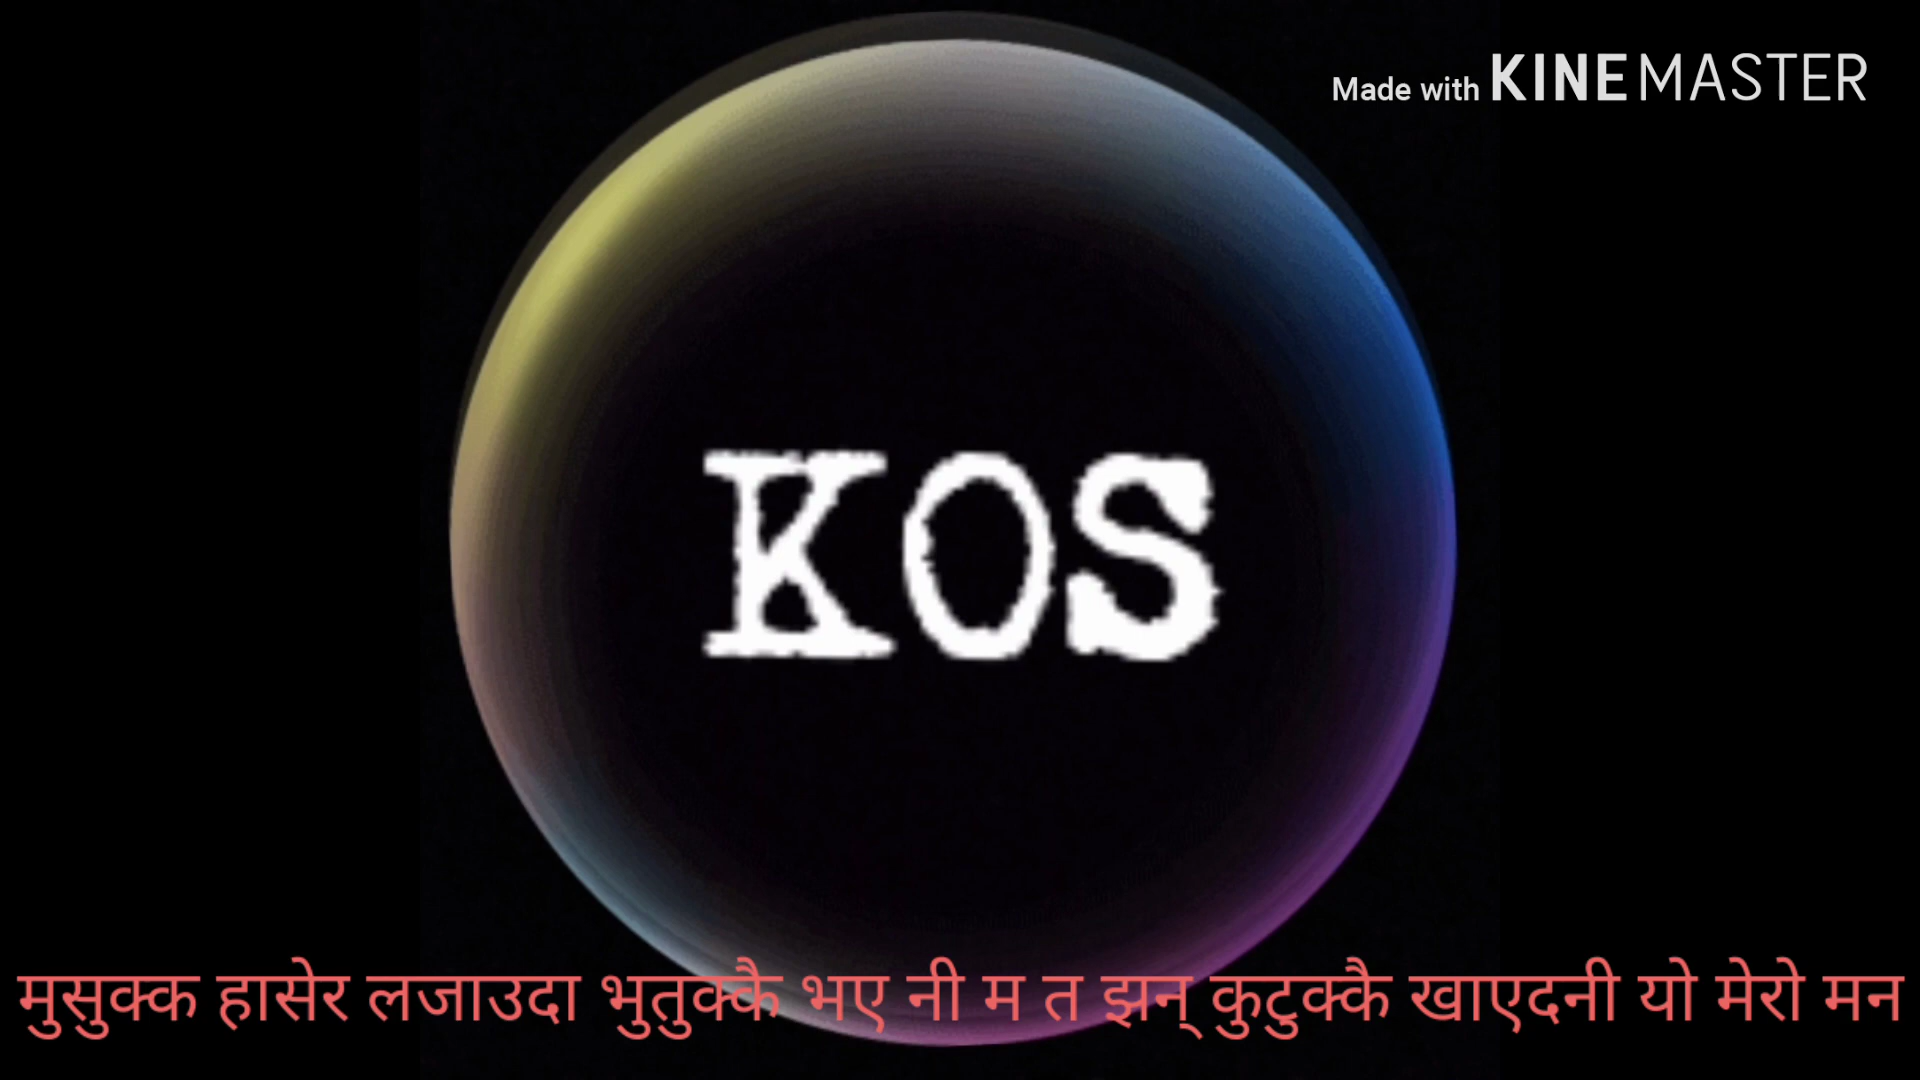 Made with KINEMASTER
KOS
मुसुक्क हासेर लजाउदा भुतुक्कै भए नी म त झन् कुटुक्कै खाएदनी यो मेरो मन